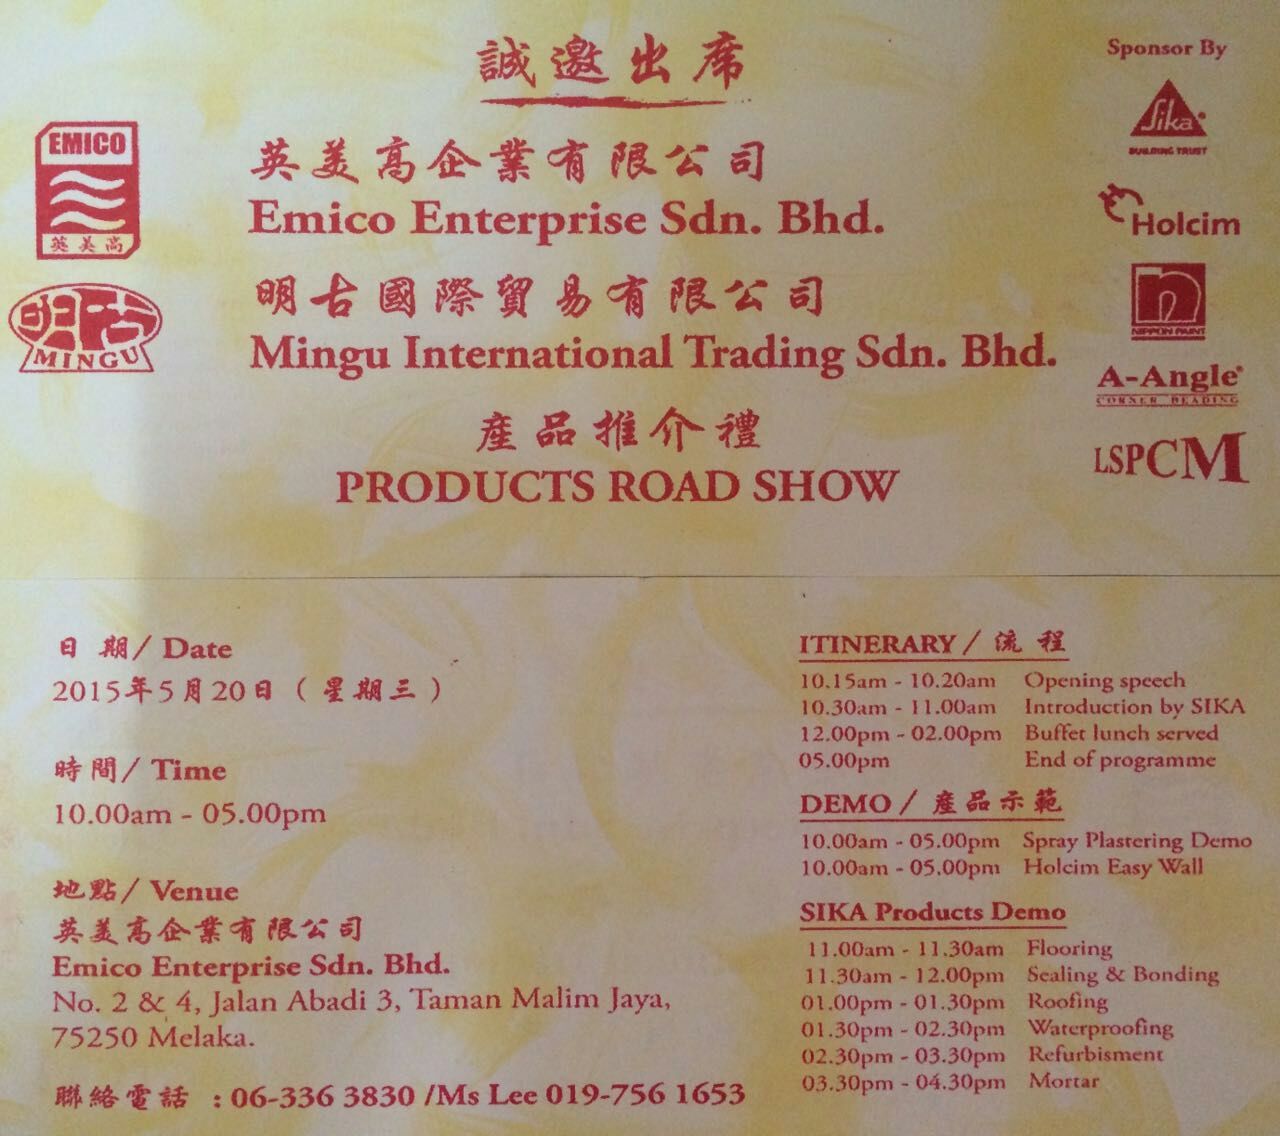 誠邀出席
英美高企業有限公司
Emico Enterprise Sdn. Bhd.
明古國際貿易有限公司
Mingu International Trading Sdn. Bhd.
產品推介禮
PRODUCTS ROAD SHOW
EMICO
英美高
明古
MINGU
Sponsor By
Sika®
BUILDING TRUST
Holcim
n
NIPPON PAINT
A-Angle®
CORNER BEADING
LSPCM
日期/ Date
2015年5月20日（星期三）
時間/ Time
10.00am - 05.00pm
地點/ Venue
英美高企業有限公司
Emico Enterprise Sdn. Bhd.
No. 2 & 4, Jalan Abadi 3, Taman Malim Jaya,
75250 Melaka.
聯絡電話 : 06-336 3830 /Ms Lee 019-756 1653
ITINERARY / 流程
10.15am - 10.20am Opening speech
10.30am - 11.00am Introduction by SIKA
12.00pm - 02.00pm Buffet lunch served
05.00pm End of programme
DEMO / 產品示範
10.00am - 05.00pm Spray Plastering Demo
10.00am - 05.00pm Holcim Easy Wall
SIKA Products Demo
11.00am - 11.30am Flooring
11.30am - 12.00pm Sealing & Bonding
01.00pm - 01.30pm Roofing
01.30pm - 02.30pm Waterproofing
02.30pm - 03.30pm Refurbisment
03.30pm - 04.30pm Mortar